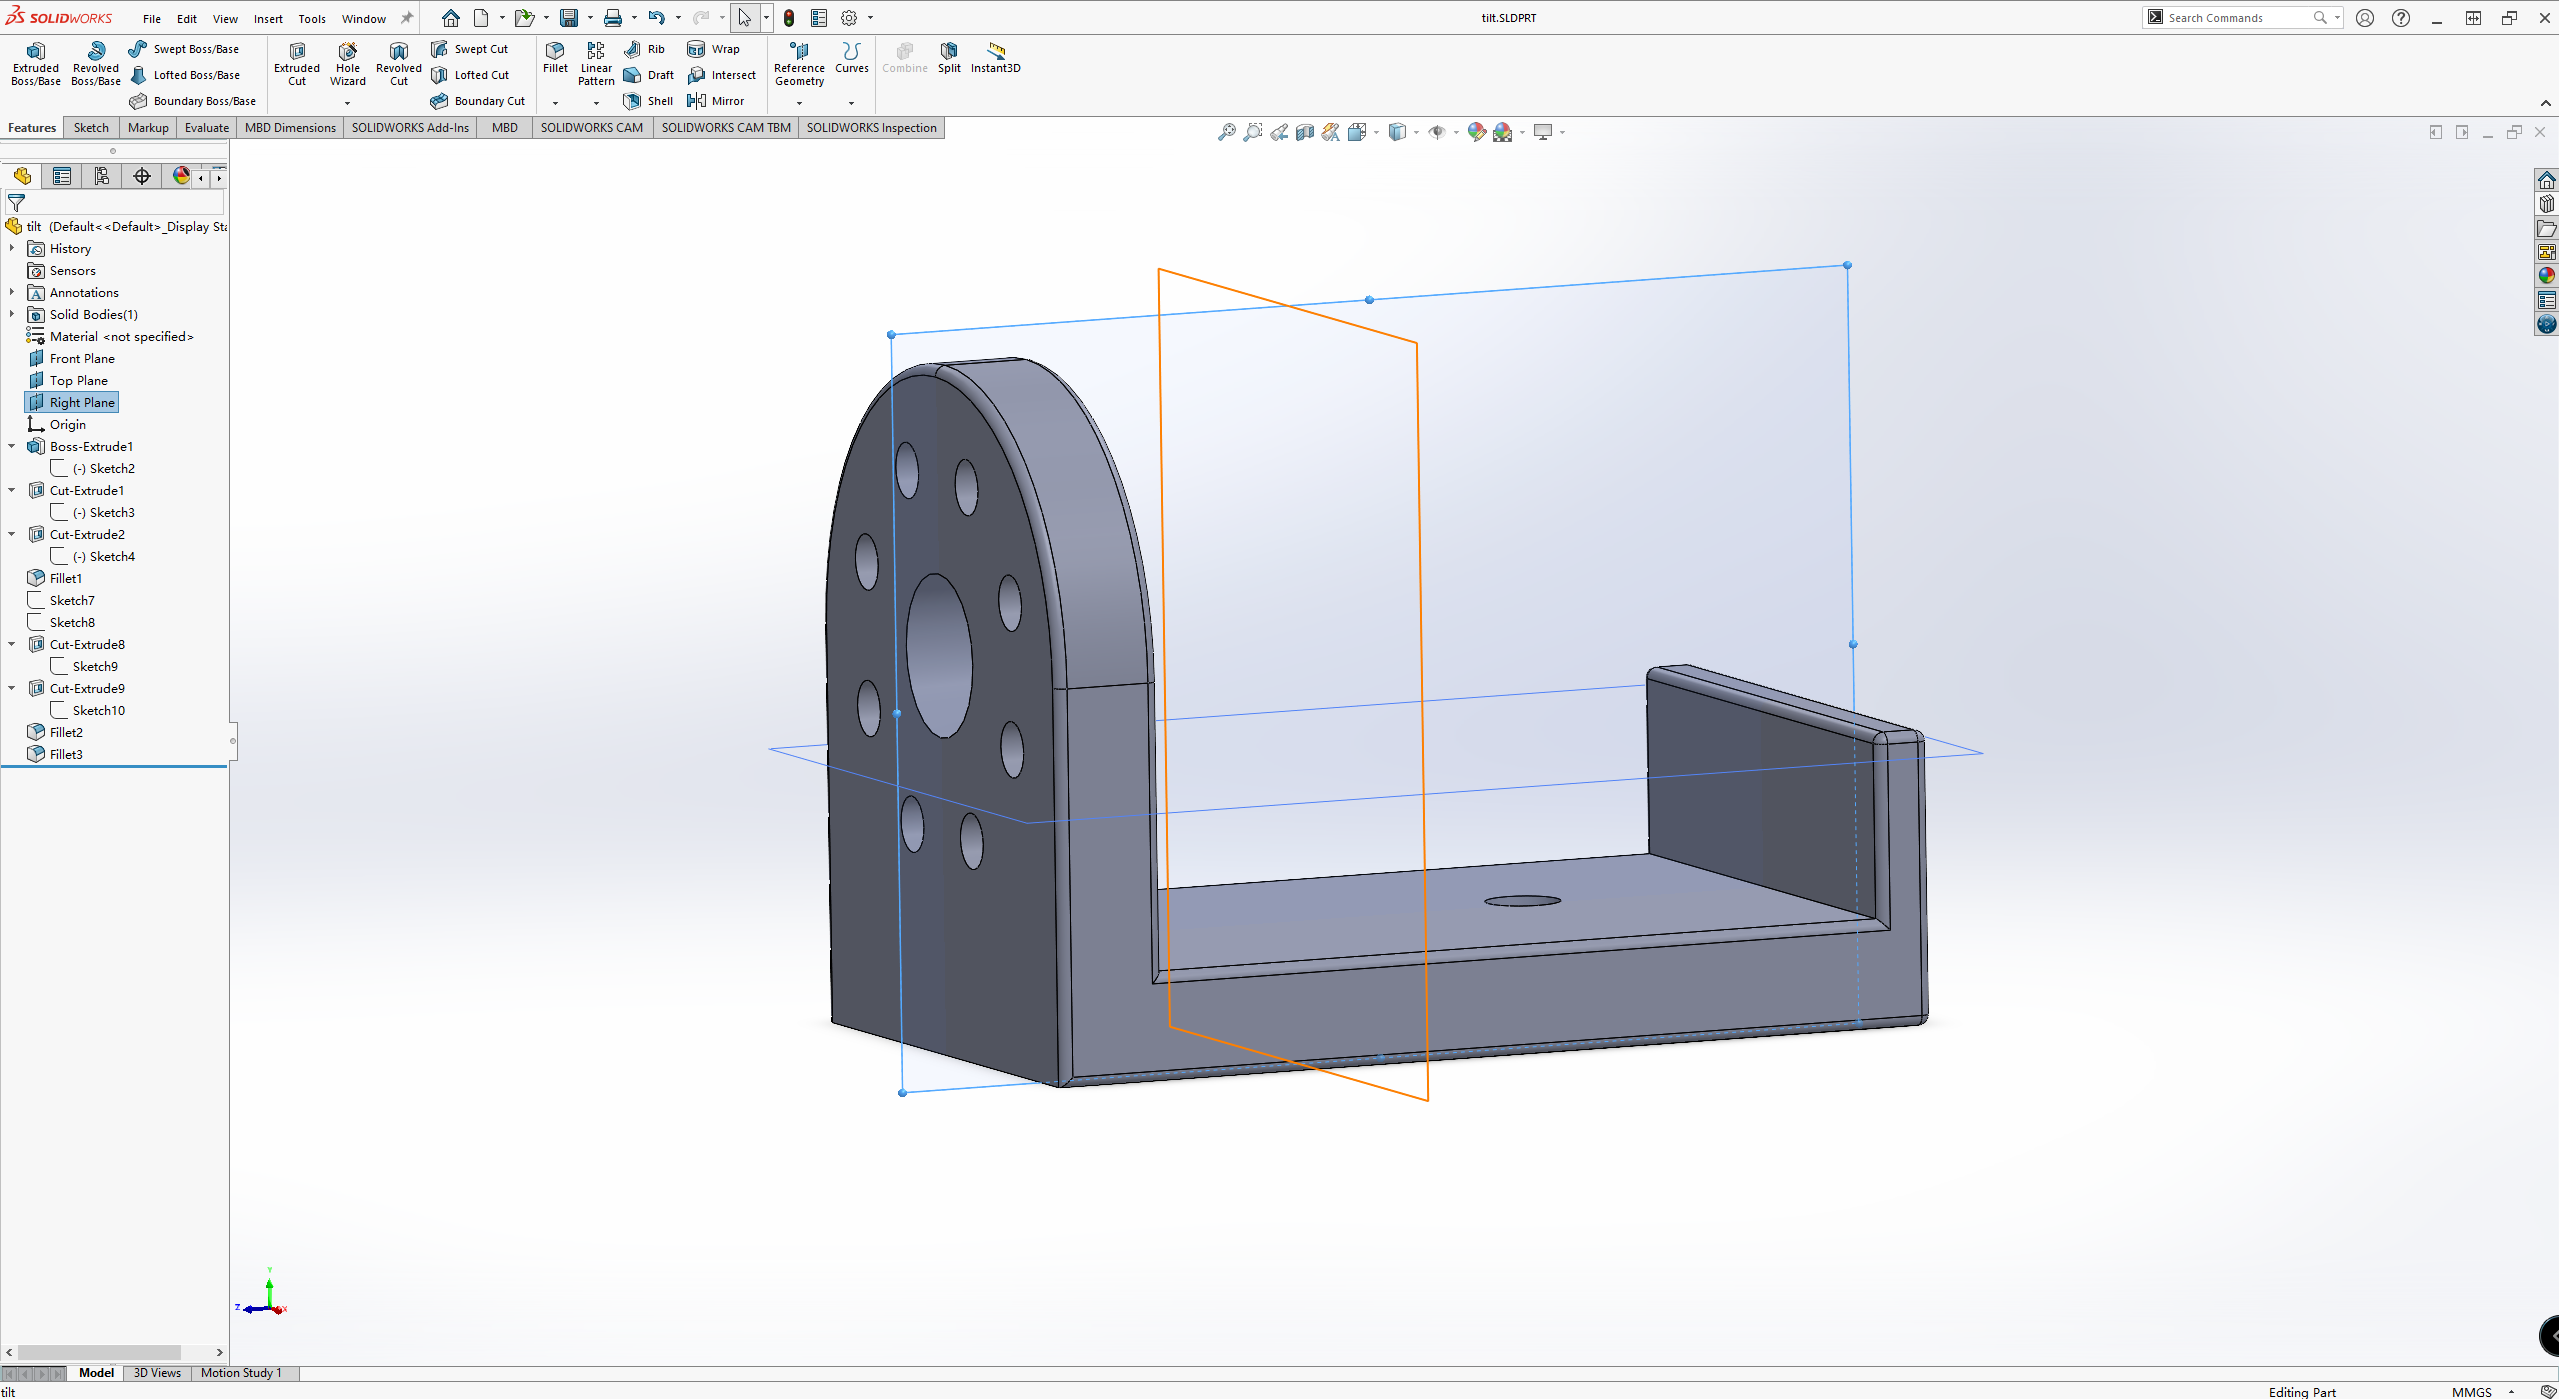 SOLIDWORKS File Edit View Insert Tools Window tilt.SLDPRT Search Commands
Extruded Boss/Base
Revolved Boss/Base
Swept Boss/Base
Lofted Boss/Base
Boundary Boss/Base
Extruded Cut
Hole Wizard
Revolved Cut
Swept Cut
Lofted Cut
Boundary Cut
Fillet
Linear Pattern
Rib
Draft
Shell
Wrap
Intersect
Mirror
Reference Geometry
Curves
Combine
Split
Instant3D
Features Sketch Markup Evaluate MBD Dimensions SOLIDWORKS Add-Ins MBD SOLIDWORKS CAM SOLIDWORKS CAM TBM SOLIDWORKS Inspection
tilt (Default<<Default>_Display Sta
History
Sensors
Annotations
Solid Bodies(1)
Material <not specified>
Front Plane
Top Plane
Right Plane
Origin
Boss-Extrude1
(-) Sketch2
Cut-Extrude1
(-) Sketch3
Cut-Extrude2
(-) Sketch4
Fillet1
Sketch7
Sketch8
Cut-Extrude8
Sketch9
Cut-Extrude9
Sketch10
Fillet2
Fillet3
Y
Z X
Model 3D Views Motion Study 1
tilt Editing Part MMGS